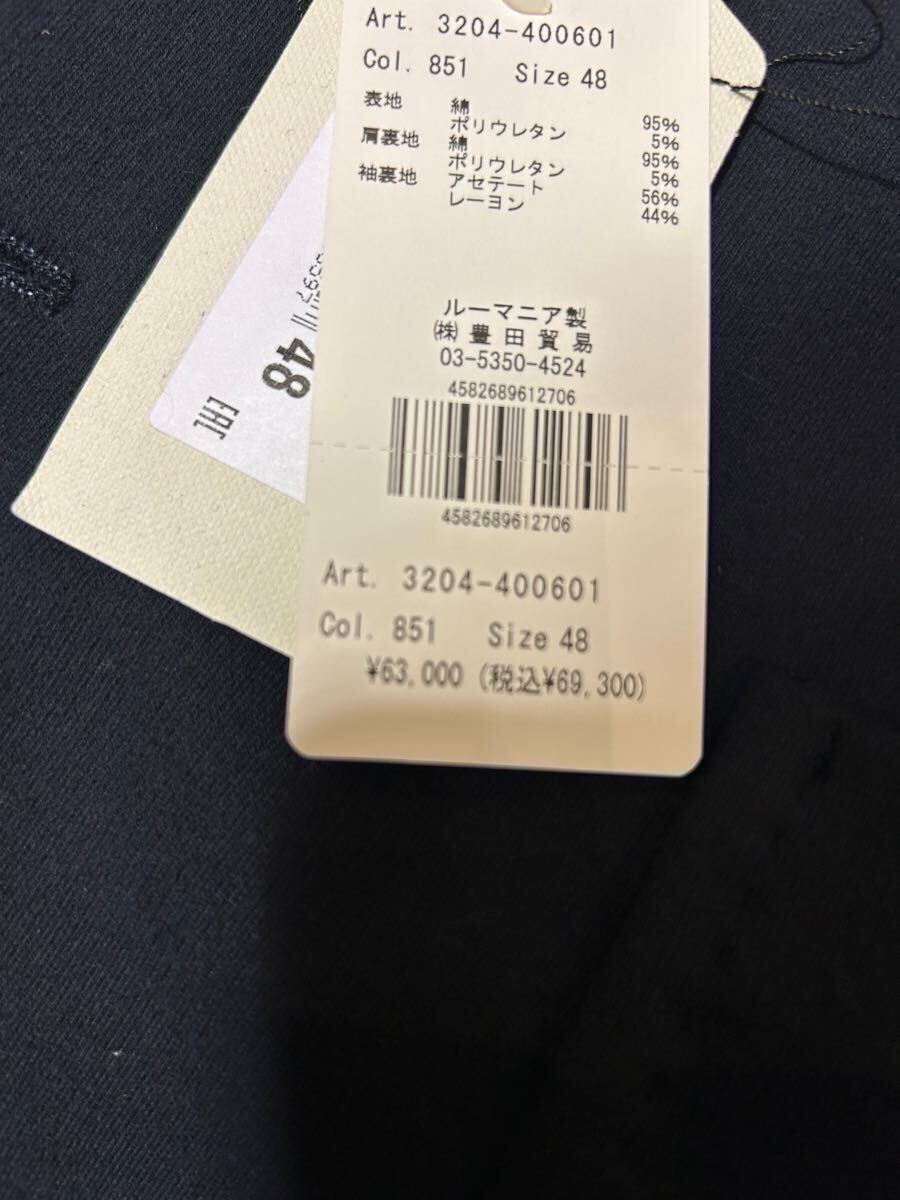 Art. 3204-400601
Col. 851 Size 48
表地 綿 95%
ポリウレタン 5%
肩裏地 綿 95%
ポリウレタン 5%
袖裏地 アセテート 56%
レーヨン 44%
ルーマニア製
㈱豊田貿易
03-5350-4524
4582689612706
4582689612706
Art. 3204-400601
Col. 851 Size 48
¥63,000 (税込¥69,300)
48
EAC